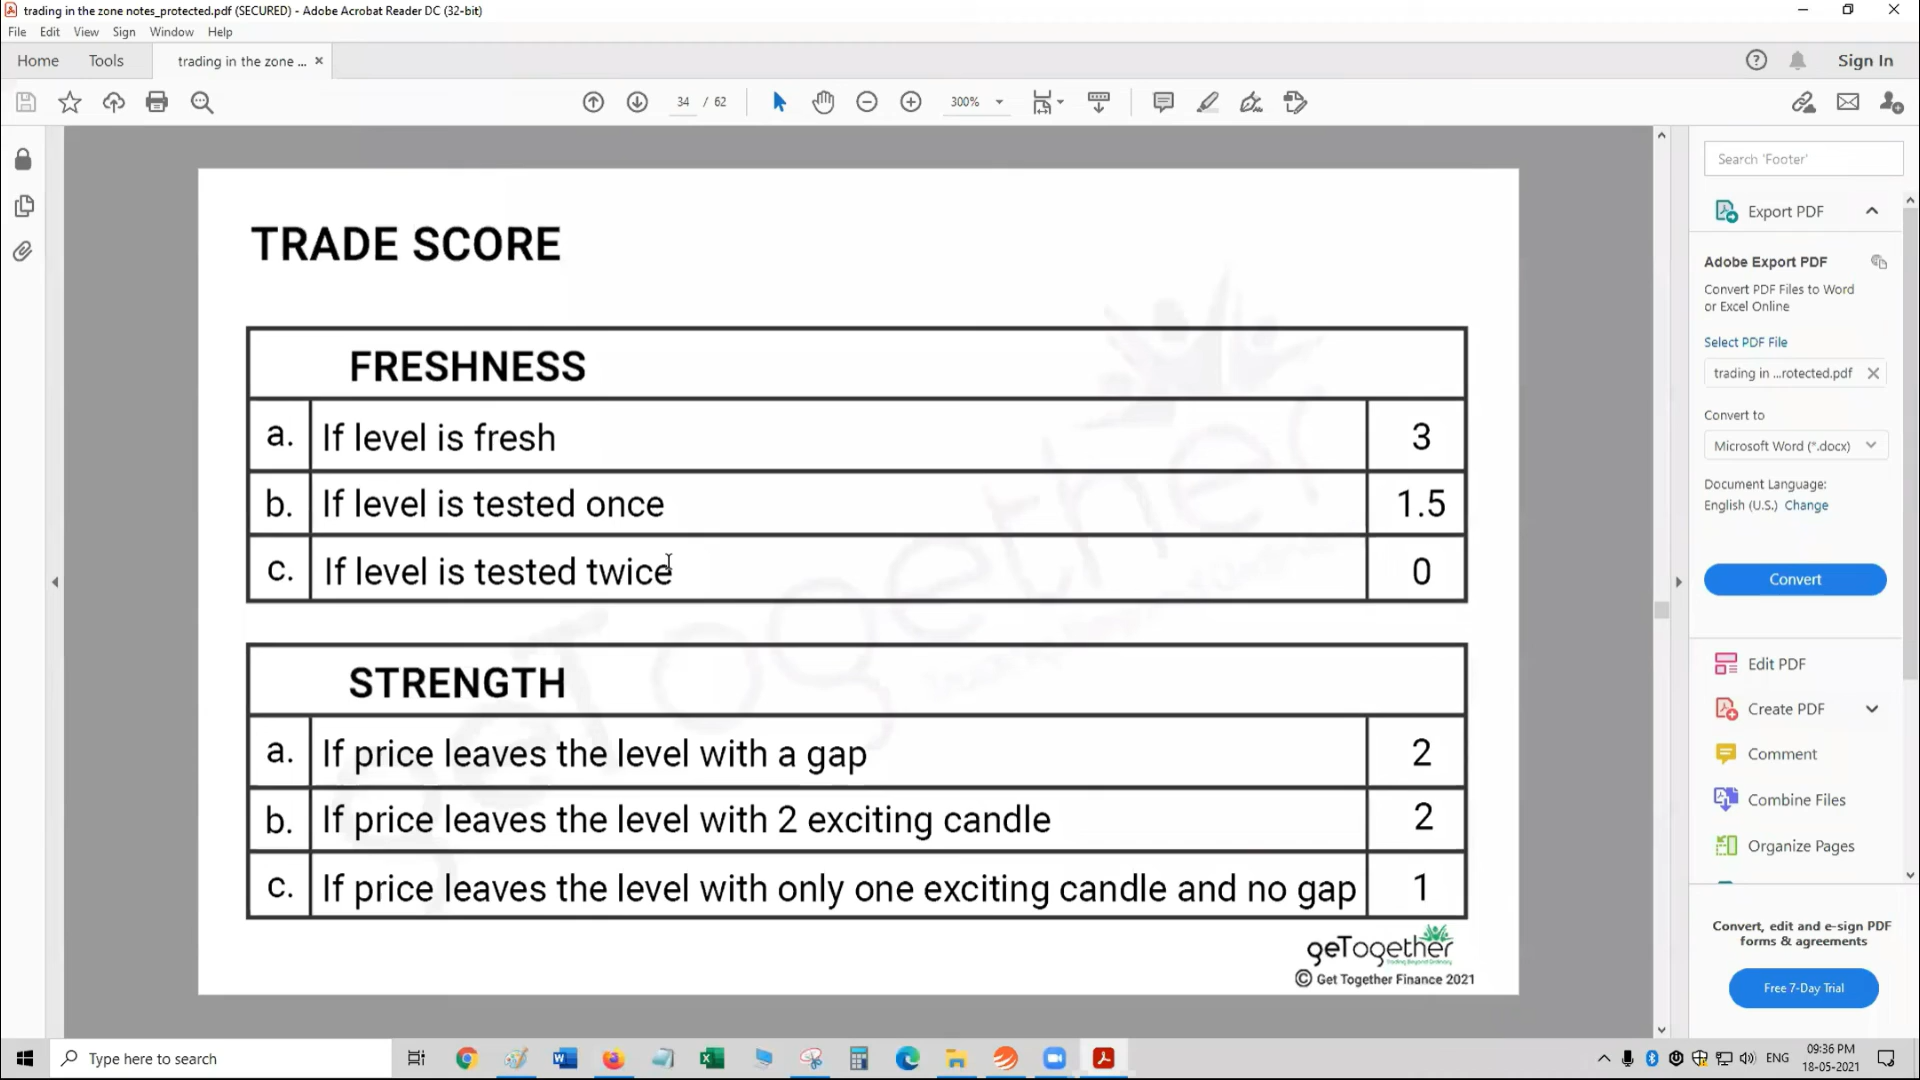 trading in the zone notes_protected.pdf (SECURED) - Adobe Acrobat Reader DC (32-bit)
File Edit View Sign Window Help
Home Tools trading in the zone ... ×
Sign In
34 / 62
300%
Search 'Footer'
Export PDF
Adobe Export PDF
Convert PDF Files to Word
or Excel Online
Select PDF File
trading in ...rotected.pdf
Convert to
Microsoft Word (*.docx)
Document Language:
English (U.S.) Change
Convert
Edit PDF
Create PDF
Comment
Combine Files
Organize Pages
Convert, edit and e-sign PDF
forms & agreements
Free 7-Day Trial
TRADE SCORE
FRESHNESS
a. If level is fresh 3
b. If level is tested once 1.5
c. If level is tested twice 0
STRENGTH
a. If price leaves the level with a gap 2
b. If price leaves the level with 2 exciting candle 2
c. If price leaves the level with only one exciting candle and no gap 1
geTogether
geTogether
Trading Beyond Ordinary
© Get Together Finance 2021
Type here to search
ENG
09:36 PM
18-05-2021